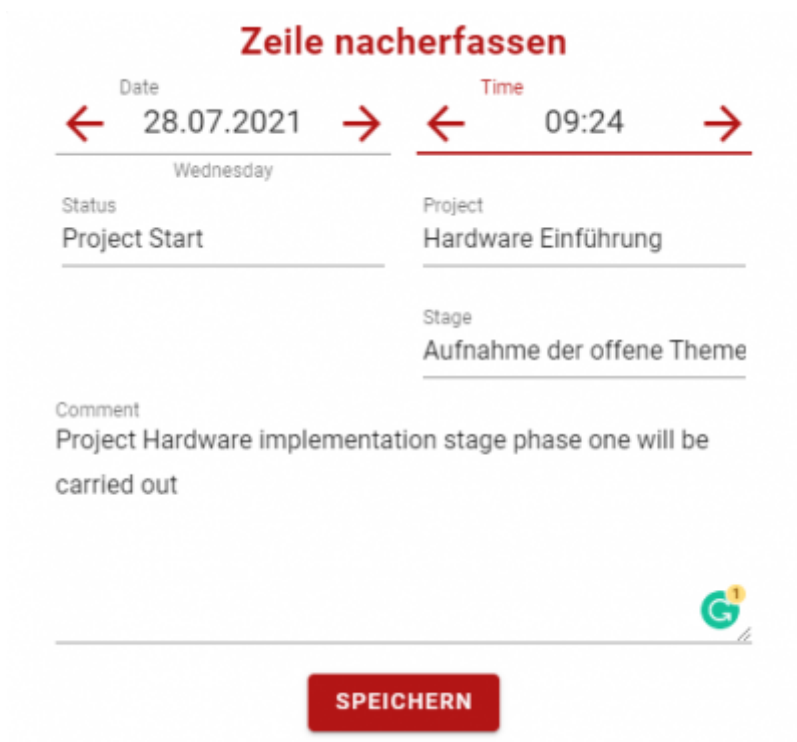 Zeile nacherfassen
Date
28.07.2021
Wednesday
Time
09:24
Status
Project Start
Project
Hardware Einführung
Stage
Aufnahme der offene Theme
Comment
Project Hardware implementation stage phase one will be
carried out
1
SPEICHERN